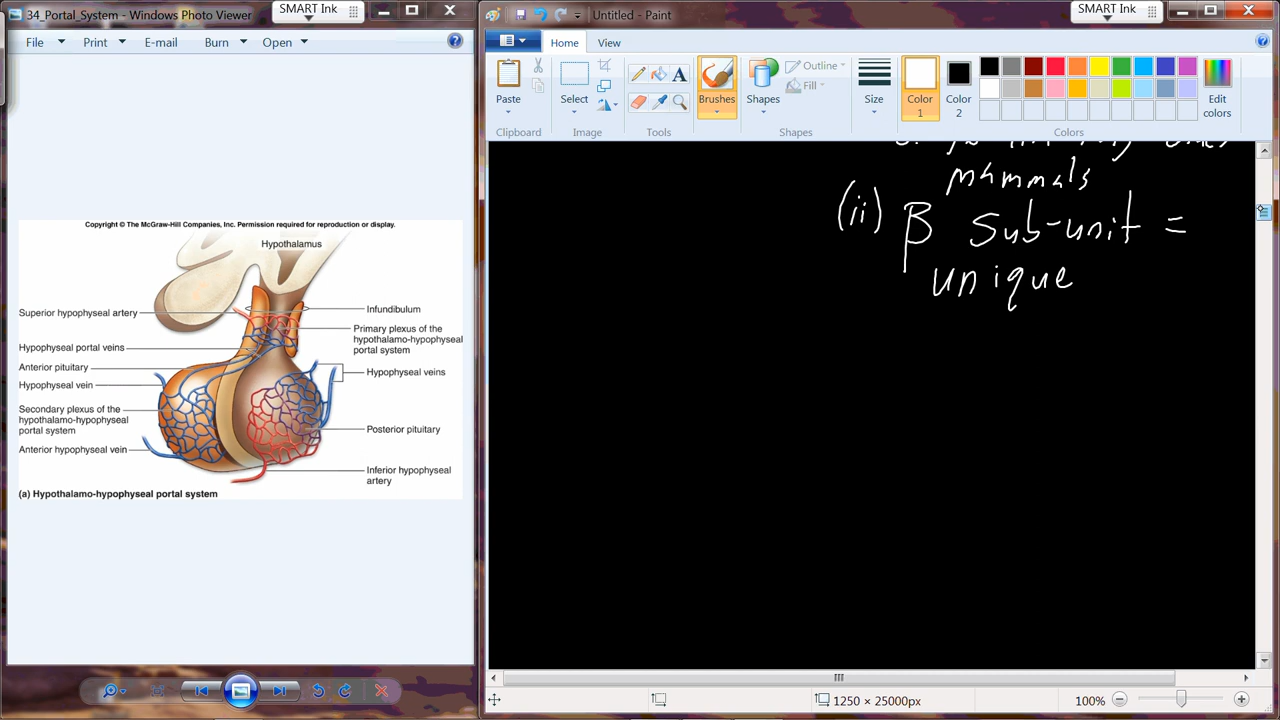 34_Portal_System - Windows Photo Viewer
SMART Ink
File Print E-mail Burn Open
Copyright © The McGraw-Hill Companies, Inc. Permission required for reproduction or display.
Hypothalamus
Superior hypophyseal artery
Hypophyseal portal veins
Anterior pituitary
Hypophyseal vein
Secondary plexus of the
hypothalamo-hypophyseal
portal system
Anterior hypophyseal vein
Infundibulum
Primary plexus of the
hypothalamo-hypophyseal
portal system
Hypophyseal veins
Posterior pituitary
Inferior hypophyseal
artery
(a) Hypothalamo-hypophyseal portal system
Untitled - Paint
SMART Ink
Home View
Paste
Clipboard
Select
Image
A
Tools
Brushes
Shapes
Outline
Fill
Shapes
Size
Color
1
Color
2
Edit
colors
Colors
mammals
(ii) β Sub-unit =
unique
1250 × 25000px
100%